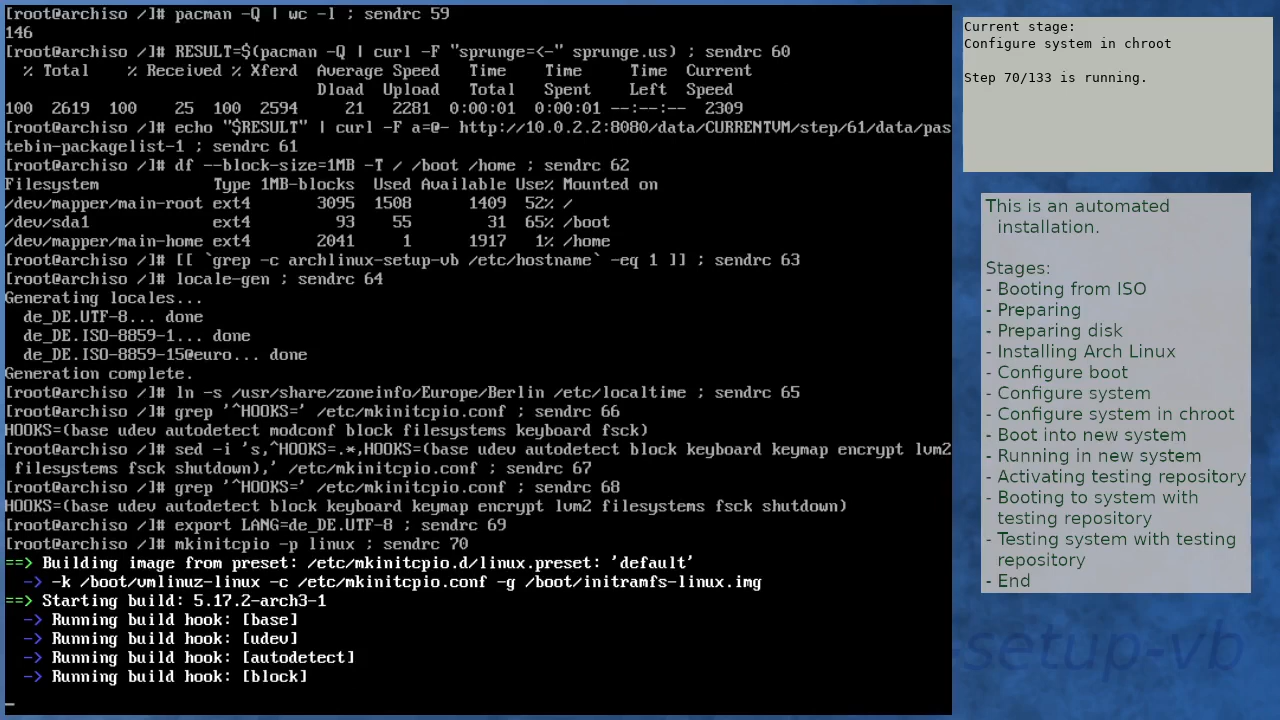 [root@archiso /]# pacman -Q | wc -l ; sendrc 59
146
[root@archiso /]# RESULT=$(pacman -Q | curl -F "sprunge=<-" sprunge.us) ; sendrc 60
  % Total    % Received % Xferd  Average Speed   Time    Time     Time  Current
                                 Dload  Upload   Total   Spent    Left  Speed
100  2619  100    25  100  2594     21   2281  0:00:01  0:00:01 --:--:--  2309
[root@archiso /]# echo "$RESULT" | curl -F a=@- http://10.0.2.2:8080/data/CURRENTVM/step/61/data/pas
tebin-packagelist-1 ; sendrc 61
[root@archiso /]# df --block-size=1MB -T / /boot /home ; sendrc 62
Filesystem            Type 1MB-blocks  Used Available Use% Mounted on
/dev/mapper/main-root ext4       3095  1508      1409  52% /
/dev/sda1             ext4         93    55        31  65% /boot
/dev/mapper/main-home ext4       2041     1      1917   1% /home
[root@archiso /]# [[ `grep -c archlinux-setup-vb /etc/hostname` -eq 1 ]] ; sendrc 63
[root@archiso /]# locale-gen ; sendrc 64
Generating locales...
  de_DE.UTF-8... done
  de_DE.ISO-8859-1... done
  de_DE.ISO-8859-15@euro... done
Generation complete.
[root@archiso /]# ln -s /usr/share/zoneinfo/Europe/Berlin /etc/localtime ; sendrc 65
[root@archiso /]# grep '^HOOKS=' /etc/mkinitcpio.conf ; sendrc 66
HOOKS=(base udev autodetect modconf block filesystems keyboard fsck)
[root@archiso /]# sed -i 's,^HOOKS=.*,HOOKS=(base udev autodetect block keyboard keymap encrypt lvm2
 filesystems fsck shutdown),' /etc/mkinitcpio.conf ; sendrc 67
[root@archiso /]# grep '^HOOKS=' /etc/mkinitcpio.conf ; sendrc 68
HOOKS=(base udev autodetect block keyboard keymap encrypt lvm2 filesystems fsck shutdown)
[root@archiso /]# export LANG=de_DE.UTF-8 ; sendrc 69
[root@archiso /]# mkinitcpio -p linux ; sendrc 70
==> Building image from preset: /etc/mkinitcpio.d/linux.preset: 'default'
  -> -k /boot/vmlinuz-linux -c /etc/mkinitcpio.conf -g /boot/initramfs-linux.img
==> Starting build: 5.17.2-arch3-1
  -> Running build hook: [base]
  -> Running build hook: [udev]
  -> Running build hook: [autodetect]
  -> Running build hook: [block]
_
Current stage:
Configure system in chroot
Step 70/133 is running.
This is an automated
installation.
Stages:
- Booting from ISO
- Preparing
- Preparing disk
- Installing Arch Linux
- Configure boot
- Configure system
- Configure system in chroot
- Boot into new system
- Running in new system
- Activating testing repository
- Booting to system with
testing repository
- Testing system with testing
repository
- End
-setup-vb